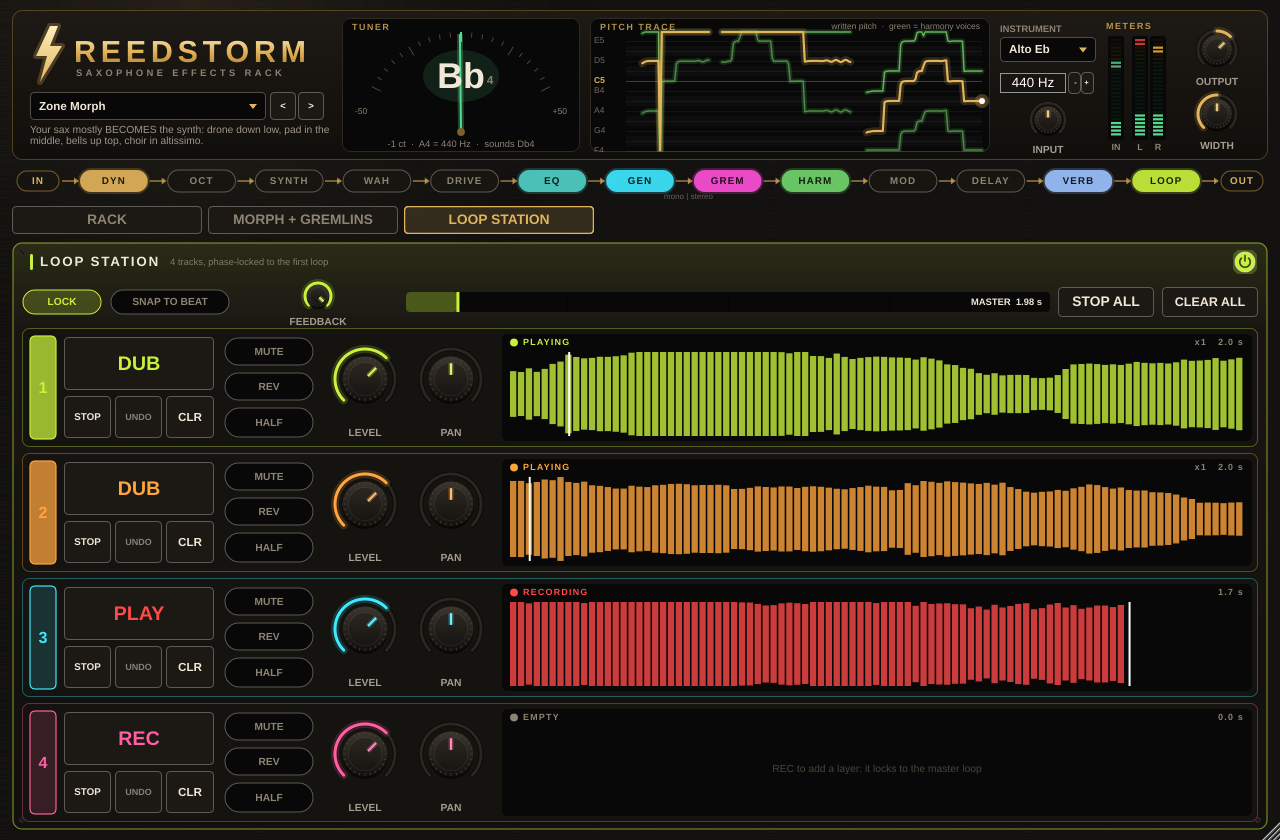 REEDSTORM
SAXOPHONE EFFECTS RACK
Zone Morph
<
>
Your sax mostly BECOMES the synth: drone down low, pad in the
middle, bells up top, choir in altissimo.
TUNER
Bb4
-50
+50
-1 ct · A4 = 440 Hz · sounds Db4
PITCH TRACE
written pitch · green = harmony voices
E5
D5
C5
B4
A4
G4
F4
INSTRUMENT
Alto Eb
440 Hz
-
+
INPUT
METERS
IN
L
R
OUTPUT
WIDTH
IN
DYN
OCT
SYNTH
WAH
DRIVE
EQ
GEN
GREM
HARM
MOD
DELAY
VERB
LOOP
OUT
mono | stereo
RACK
MORPH + GREMLINS
LOOP STATION
LOOP STATION
4 tracks, phase-locked to the first loop
LOCK
SNAP TO BEAT
FEEDBACK
MASTER 1.98 s
STOP ALL
CLEAR ALL
1
DUB
STOP
UNDO
CLR
MUTE
REV
HALF
LEVEL
PAN
PLAYING
x1 2.0 s
2
DUB
STOP
UNDO
CLR
MUTE
REV
HALF
LEVEL
PAN
PLAYING
x1 2.0 s
3
PLAY
STOP
UNDO
CLR
MUTE
REV
HALF
LEVEL
PAN
RECORDING
1.7 s
4
REC
STOP
UNDO
CLR
MUTE
REV
HALF
LEVEL
PAN
EMPTY
0.0 s
REC to add a layer: it locks to the master loop